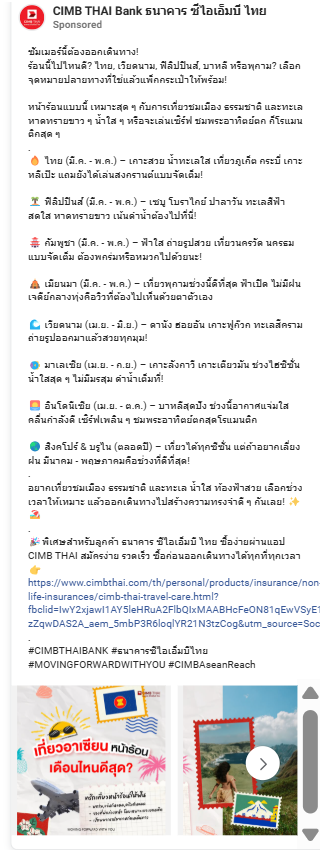 CIMB THAI Bank ธนาคาร ซีไอเอ็มบี ไทย
Sponsored
ซัมเมอร์นี้ต้องออกเดินทาง!
ร้อนนี้ไปไหนดี? ไทย, เวียดนาม, ฟิลิปปินส์, บาหลี หรือพุกาม? เลือก
จุดหมายปลายทางที่ใช่แล้วแพ็กกระเป๋าให้พร้อม!
หน้าร้อนแบบนี้ เหมาะสุด ๆ กับการเที่ยวชมเมือง ธรรมชาติ และทะเล
หาดทรายขาว ๆ น้ำใส ๆ หรือจะเล่นเซิร์ฟ ชมพระอาทิตย์ตก ก็โรแมน
ติกสุด ๆ
.
🔥 ไทย (มี.ค. - พ.ค.) – เกาะสวย น้ำทะเลใส เที่ยวภูเก็ต กระบี่ เกาะ
หลีเป๊ะ แถมยังได้เล่นสงกรานต์แบบจัดเต็ม!
🏝️ ฟิลิปปินส์ (มี.ค. - พ.ค.) – เซบู โบราไกย์ ปาลาวัน ทะเลสีฟ้า
สดใส หาดทรายขาว เน้นดำน้ำต้องไปที่นี่!
🏯 กัมพูชา (มี.ค. - พ.ค.) – ฟ้าใส ถ่ายรูปสวย เที่ยวนครวัด นครธม
แบบจัดเต็ม ต้องพกร่มหรือหมวกไปด้วยนะ!
🛕 เมียนมา (มี.ค. - พ.ค.) – เที่ยวพุกามช่วงนี้ดีที่สุด ฟ้าเปิด ไม่มีฝน
เจดีย์กลางทุ่งคือวิวที่ต้องไปเห็นด้วยตาตัวเอง
🌊 เวียดนาม (เม.ย. - มิ.ย.) – ดานัง ฮอยอัน เกาะฟูก๊วก ทะเลสีคราม
ถ่ายรูปออกมาแล้วสวยทุกมุม!
🐠 มาเลเซีย (เม.ย. - ก.ย.) – เกาะลังกาวี เกาะเตียวมัน ช่วงไฮซีซั่น
น้ำใสสุด ๆ ไม่มีมรสุม ดำน้ำเต็มที่!
🌅 อินโดนีเซีย (เม.ย. - ต.ค.) – บาหลีสุดปัง ช่วงนี้อากาศแจ่มใส
คลื่นกำลังดี เซิร์ฟเพลิน ๆ ชมพระอาทิตย์ตกสุดโรแมนติก
🌏 สิงคโปร์ & บรูไน (ตลอดปี) – เที่ยวได้ทุกซีซั่น แต่ถ้าอยากเลี่ยง
ฝน มีนาคม - พฤษภาคมคือช่วงที่ดีที่สุด!
.
อยากเที่ยวชมเมือง ธรรมชาติ และทะเล น้ำใส ท้องฟ้าสวย เลือกช่วง
เวลาให้เหมาะ แล้วออกเดินทางไปสร้างความทรงจำดี ๆ กันเลย! ✨
🏖️
.
🎉 พิเศษสำหรับลูกค้า ธนาคาร ซีไอเอ็มบี ไทย ซื้อง่ายผ่านแอป
CIMB THAI สมัครง่าย รวดเร็ว ซื้อก่อนออกเดินทางได้ทุกที่ทุกเวลา
👉
https://www.cimbthai.com/th/personal/products/insurance/non-
life-insurances/cimb-thai-travel-care.html?
fbclid=IwY2xjawI1AY5leHRuA2FlbQIxMAABHcFeON81qEwVSyE1
zZqwDAS2A_aem_5mbP3R6loqlYR21N3tzCog&utm_source=Soc
.
#CIMBTHAIBANK #ธนาคารซีไอเอ็มบีไทย
#MOVINGFORWARDWITHYOU #CIMBAseanReach
เที่ยวอาเซียน หน้าร้อน
เดือนไหนดีสุด?
MOVING FORWARD WITH YOU